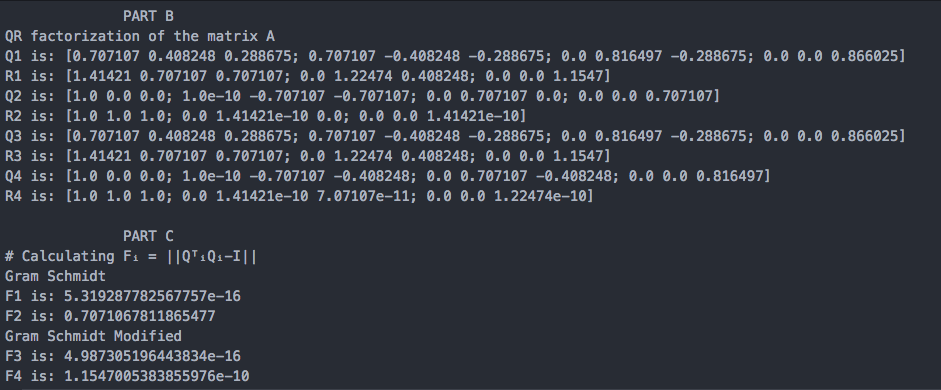 PART B
QR factorization of the matrix A
Q1 is: [0.707107 0.408248 0.288675; 0.707107 -0.408248 -0.288675; 0.0 0.816497 -0.288675; 0.0 0.0 0.866025]
R1 is: [1.41421 0.707107 0.707107; 0.0 1.22474 0.408248; 0.0 0.0 1.1547]
Q2 is: [1.0 0.0 0.0; 1.0e-10 -0.707107 -0.707107; 0.0 0.707107 0.0; 0.0 0.0 0.707107]
R2 is: [1.0 1.0 1.0; 0.0 1.41421e-10 0.0; 0.0 0.0 1.41421e-10]
Q3 is: [0.707107 0.408248 0.288675; 0.707107 -0.408248 -0.288675; 0.0 0.816497 -0.288675; 0.0 0.0 0.866025]
R3 is: [1.41421 0.707107 0.707107; 0.0 1.22474 0.408248; 0.0 0.0 1.1547]
Q4 is: [1.0 0.0 0.0; 1.0e-10 -0.707107 -0.408248; 0.0 0.707107 -0.408248; 0.0 0.0 0.816497]
R4 is: [1.0 1.0 1.0; 0.0 1.41421e-10 7.07107e-11; 0.0 0.0 1.22474e-10]
PART C
# Calculating Fᵢ = ||QᵀᵢQᵢ-I||
Gram Schmidt
F1 is: 5.319287782567757e-16
F2 is: 0.7071067811865477
Gram Schmidt Modified
F3 is: 4.987305196443834e-16
F4 is: 1.1547005383855976e-10